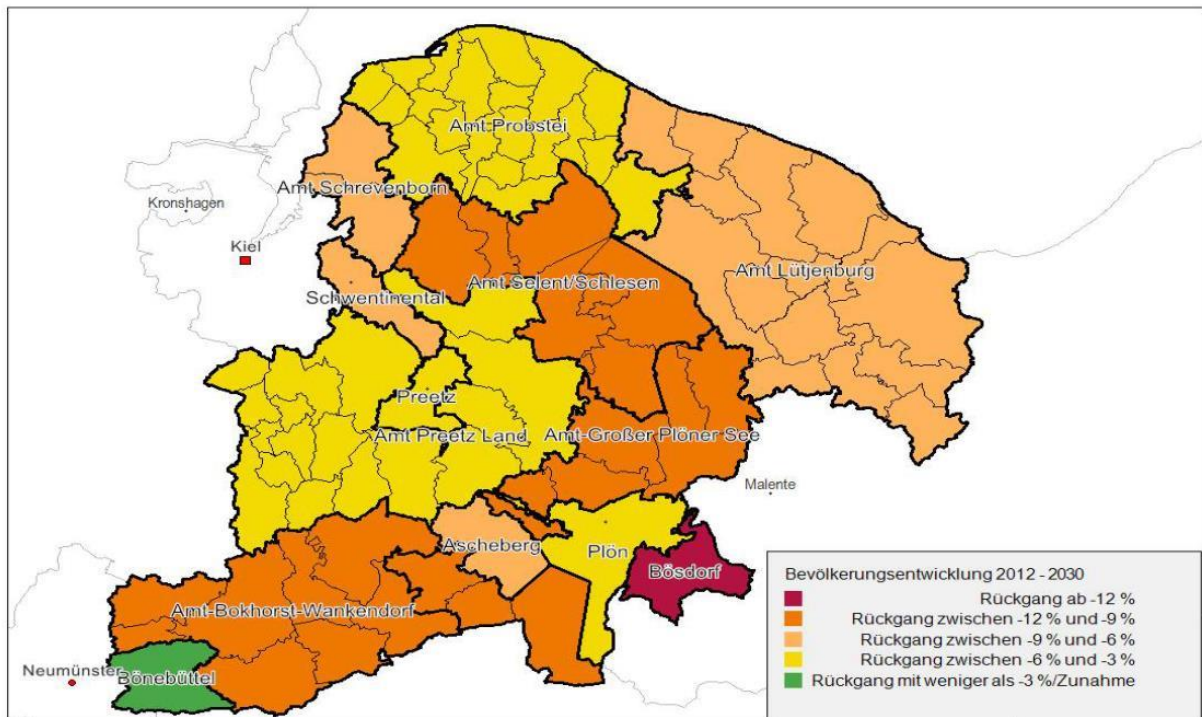 Amt Probstei
Amt Schrevenborn
Kronshagen
Kiel
Amt Lütjenburg
Amt Selent/Schlesen
Schwentinental
Preetz
Amt Preetz Land
Amt-Großer Plöner See
Malente
Ascheberg
Plön
Bösdorf
Amt-Bokhorst-Wankendorf
Neumünster
Bönebüttel
Bevölkerungsentwicklung 2012 - 2030
Rückgang ab -12 %
Rückgang zwischen -12 % und -9 %
Rückgang zwischen -9 % und -6 %
Rückgang zwischen -6 % und -3 %
Rückgang mit weniger als -3 %/Zunahme